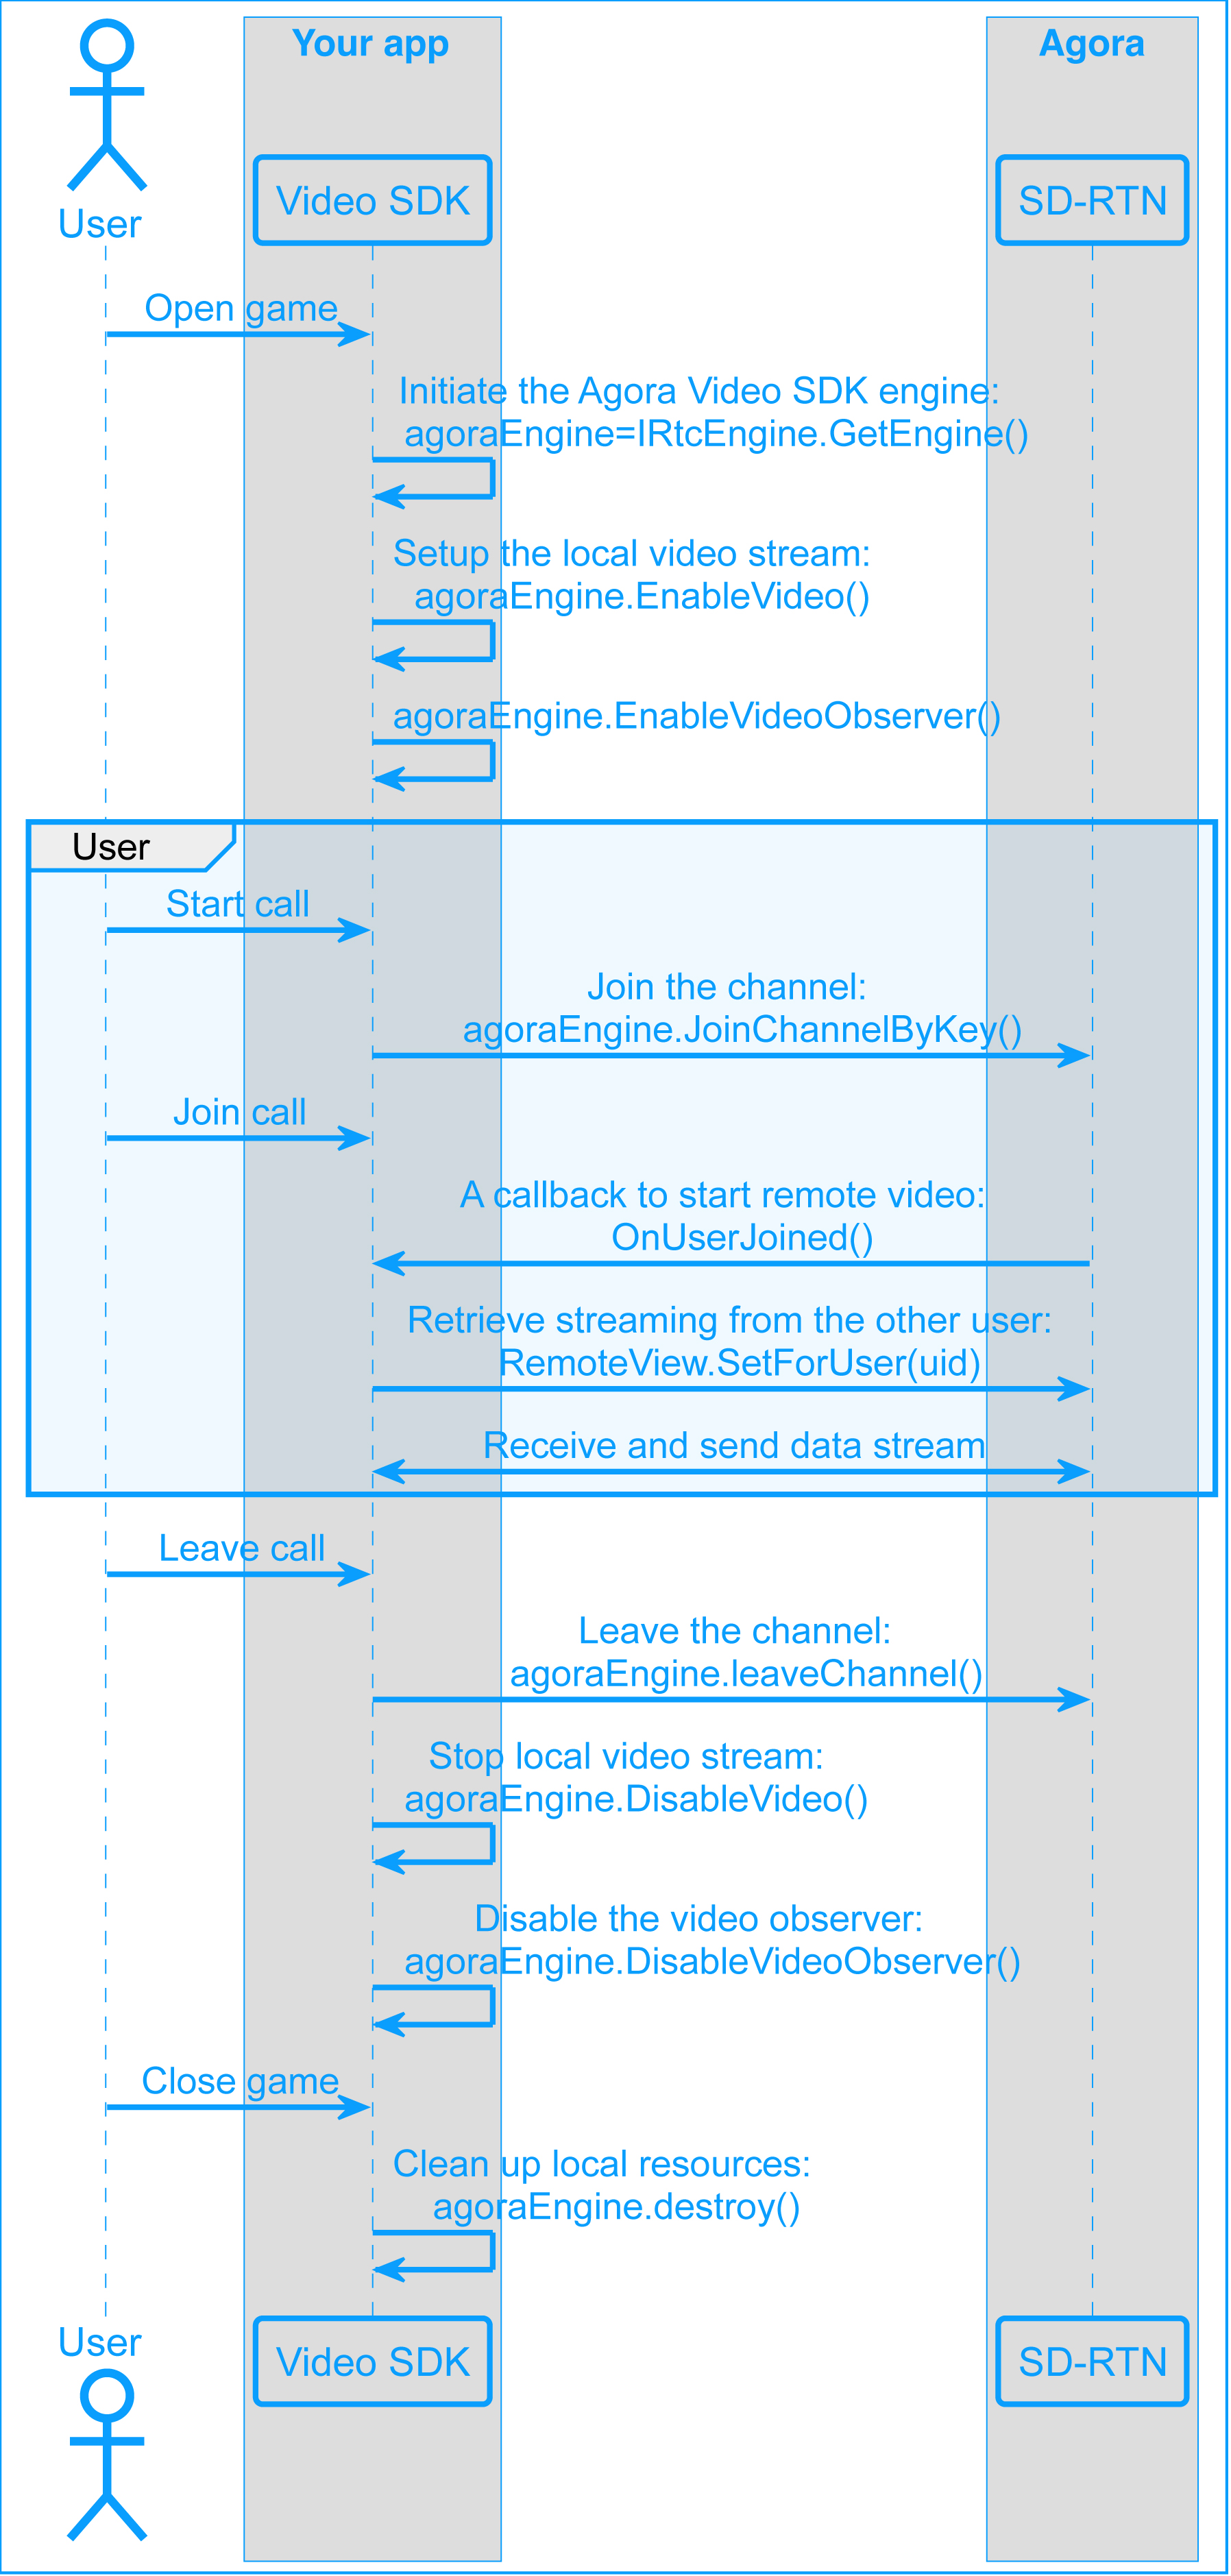 Your app
Agora
User
Video SDK
SD-RTN
Open game
Initiate the Agora Video SDK engine:
agoraEngine=IRtcEngine.GetEngine()
Setup the local video stream:
agoraEngine.EnableVideo()
agoraEngine.EnableVideoObserver()
User
Start call
Join the channel:
agoraEngine.JoinChannelByKey()
Join call
A callback to start remote video:
OnUserJoined()
Retrieve streaming from the other user:
RemoteView.SetForUser(uid)
Receive and send data stream
Leave call
Leave the channel:
agoraEngine.leaveChannel()
Stop local video stream:
agoraEngine.DisableVideo()
Disable the video observer:
agoraEngine.DisableVideoObserver()
Close game
Clean up local resources:
agoraEngine.destroy()
User
Video SDK
SD-RTN